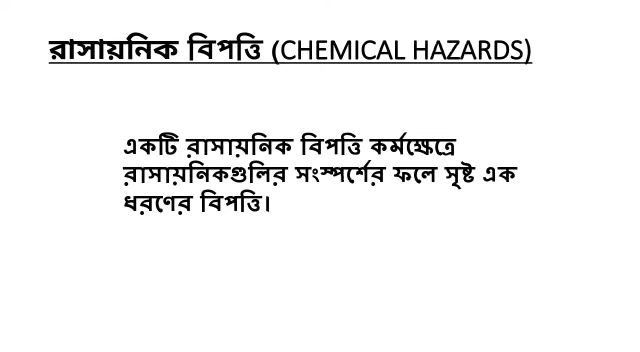 রাসায়নিক বিপত্তি (CHEMICAL HAZARDS)
একটি রাসায়নিক বিপত্তি কর্মক্ষেত্রে
রাসায়নিকগুলির সংস্পর্শের ফলে সৃষ্ট এক
ধরণের বিপত্তি।